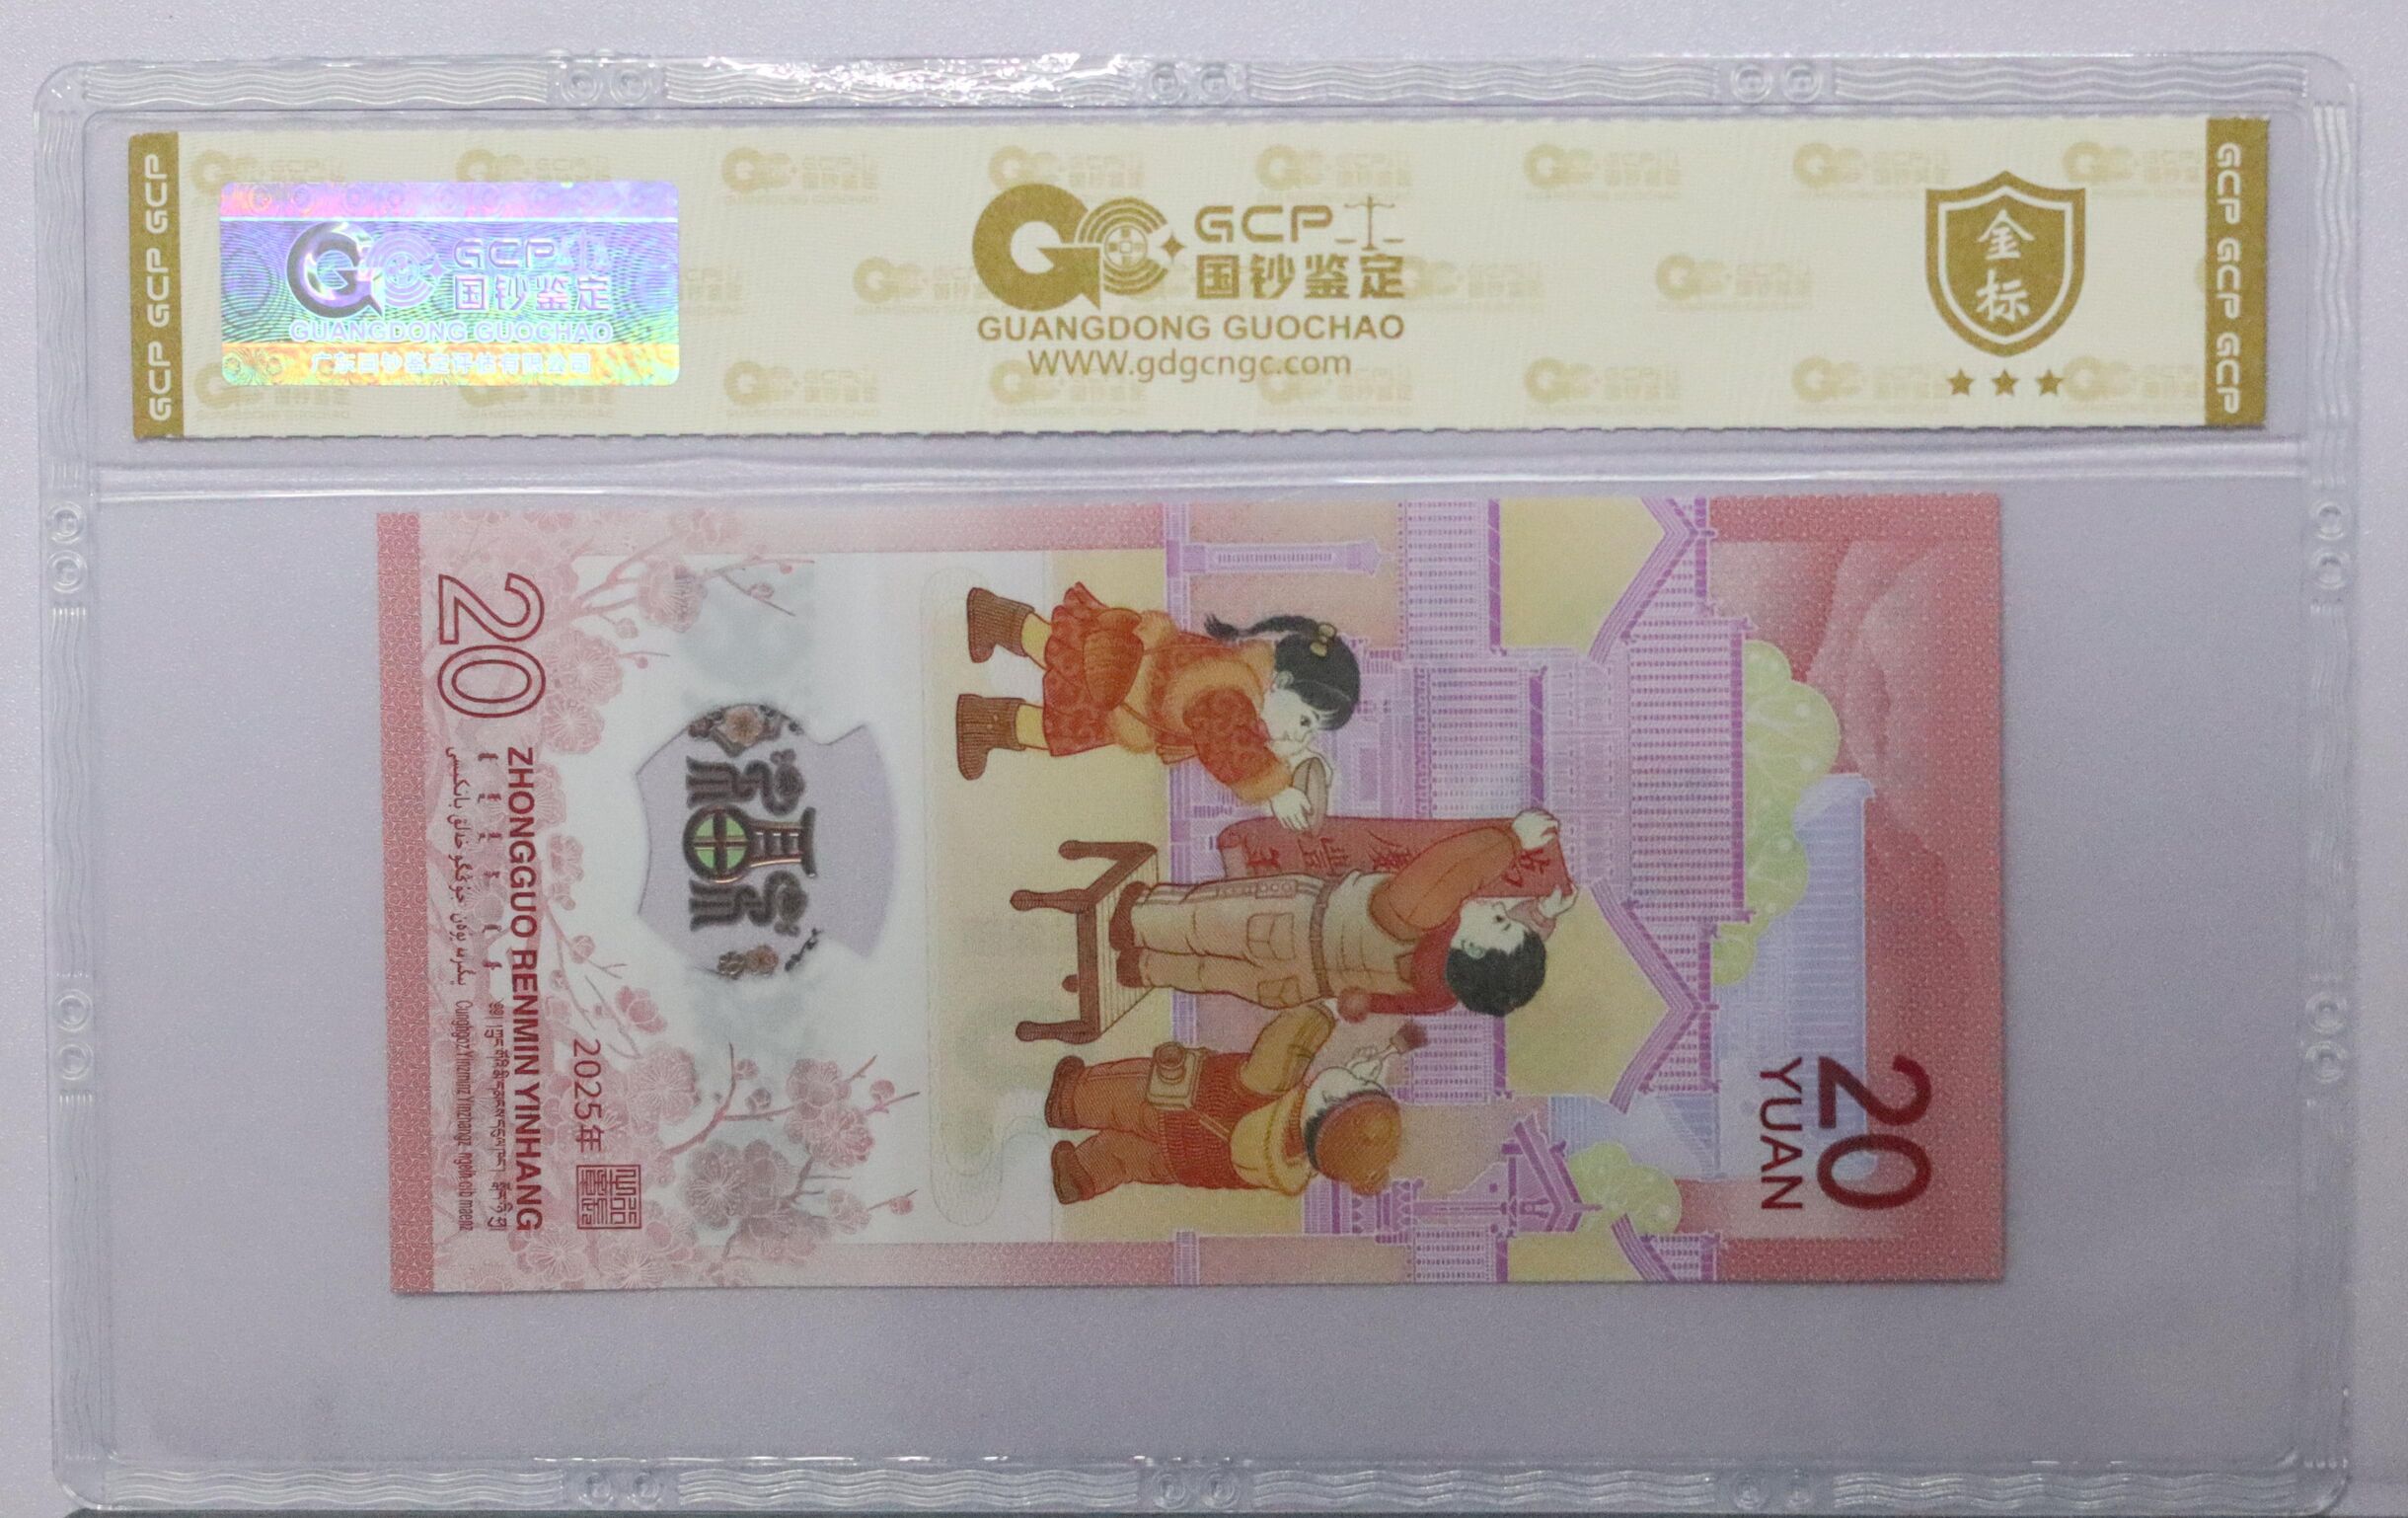 GCP GCP GCP
GCP
国钞鉴定
GUANGDONG GUOCHAO
广东国钞鉴定评估有限公司
GCP
国钞鉴定
GUANGDONG GUOCHAO
WWW.gdgcngc.com
金标
GCP GCP GCP
20
ZHONGGUO RENMIN YINHANG
2025年
20
YUAN